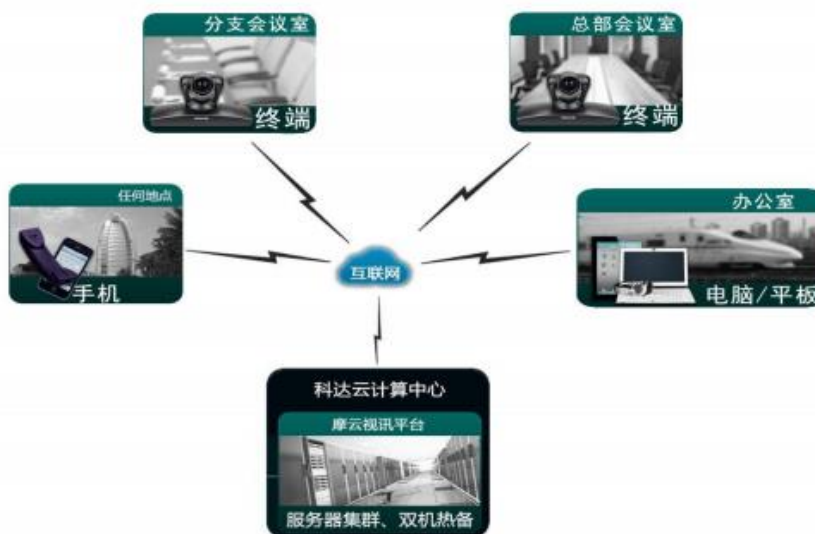 分支会议室
终端
总部会议室
终端
任何地点
手机
办公室
电脑/平板
互联网
科达云计算中心
摩云视讯平台
服务器集群、双机热备